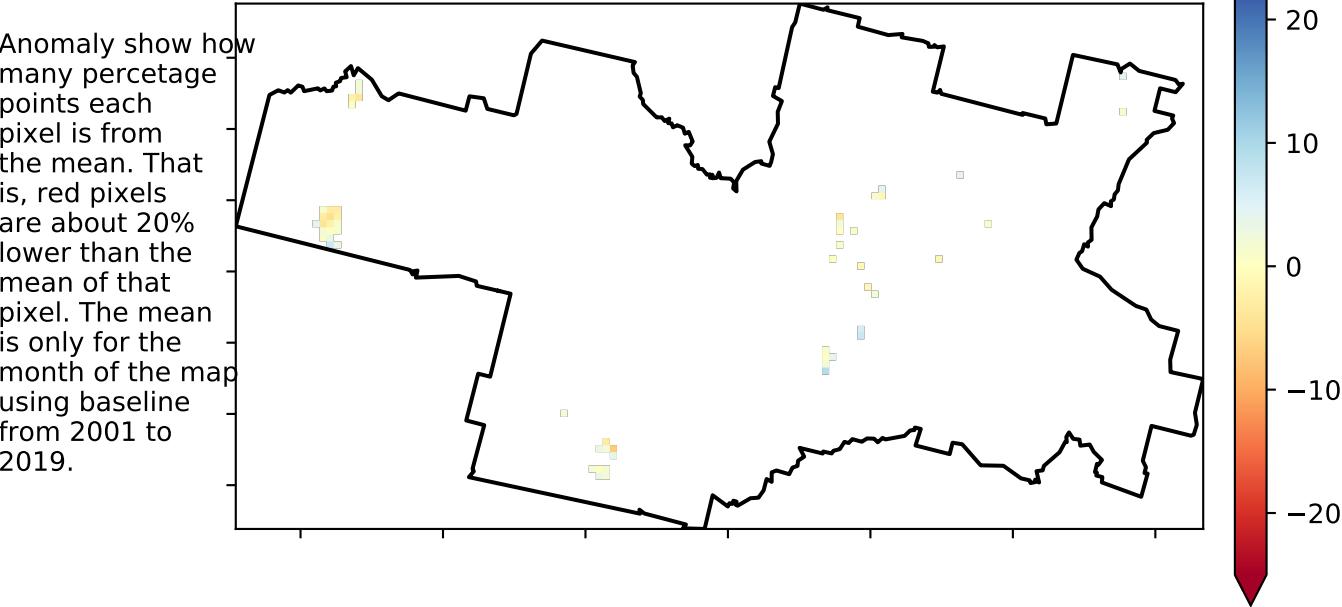 Anomaly show how
many percetage
points each
pixel is from
the mean. That
is, red pixels
are about 20%
lower than the
mean of that
pixel. The mean
is only for the
month of the map
using baseline
from 2001 to
2019.
20
10
0
−10
−20